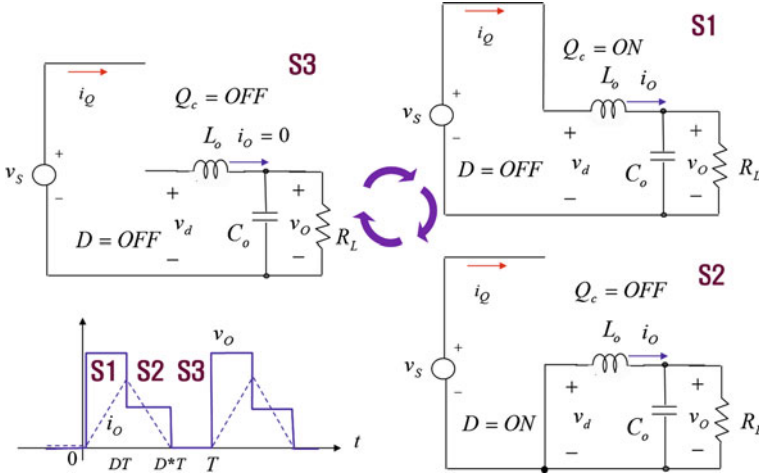 S3
i_Q
Q_c = OFF
L_o i_O = 0
v_S
+
−
D = OFF
+
v_d
−
C_o
+
v_O
−
R_L
S1
i_Q
Q_c = ON
L_o i_O
v_S
+
−
D = OFF
+
v_d
−
C_o
+
v_O
−
R_L
S2
i_Q
Q_c = OFF
L_o i_O
v_S
+
−
D = ON
+
v_d
−
C_o
+
v_O
−
R_L
v_O
S1 S2 S3
i_O
t
0 DT D*T T